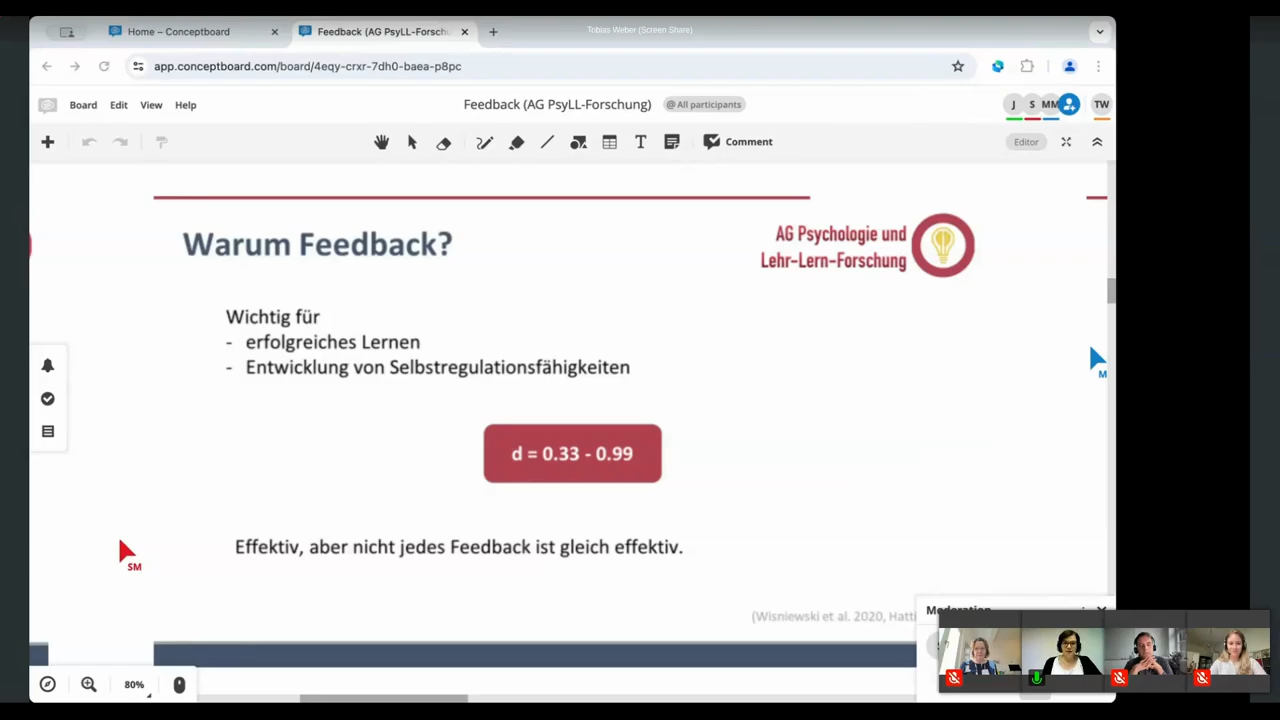 Home – Conceptboard
Feedback (AG PsyLL-Forsch
Tobias Weber (Screen Share)
app.conceptboard.com/board/4eqy-crxr-7dh0-baea-p8pc
Board Edit View Help
Feedback (AG PsyLL-Forschung)
@ All participants
J S MM TW
T
Comment
Editor
Warum Feedback?
AG Psychologie und
Lehr-Lern-Forschung
Wichtig für
- erfolgreiches Lernen
- Entwicklung von Selbstregulationsfähigkeiten
M
d = 0.33 - 0.99
Effektiv, aber nicht jedes Feedback ist gleich effektiv.
SM
(Wisniewski et al. 2020, Hatti
Moderation
80%